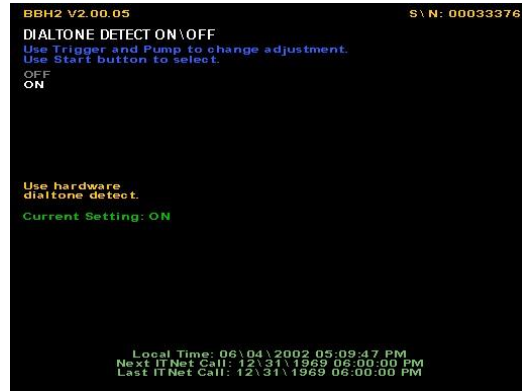 BBH2 V2.00.05 S\N: 00033376
DIALTONE DETECT ON\OFF
Use Trigger and Pump to change adjustment.
Use Start button to select.
OFF
ON
Use hardware
dialtone detect.
Current Setting: ON
Local Time: 06\04\2002 05:09:47 PM
Next ITNet Call: 12\31\1969 06:00:00 PM
Last ITNet Call: 12\31\1969 06:00:00 PM